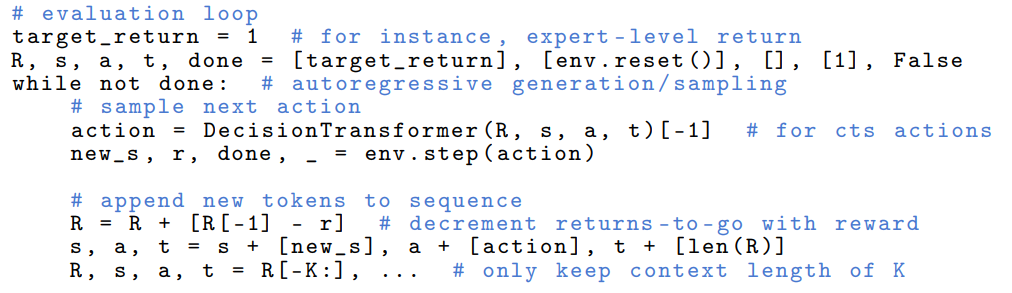 # evaluation loop
target_return = 1  # for instance, expert-level return
R, s, a, t, done = [target_return], [env.reset()], [], [1], False
while not done:  # autoregressive generation/sampling
    # sample next action
    action = DecisionTransformer(R, s, a, t)[-1]  # for cts actions
    new_s, r, done, _ = env.step(action)

    # append new tokens to sequence
    R = R + [R[-1] - r]  # decrement returns-to-go with reward
    s, a, t = s + [new_s], a + [action], t + [len(R)]
    R, s, a, t = R[-K:], ...  # only keep context length of K